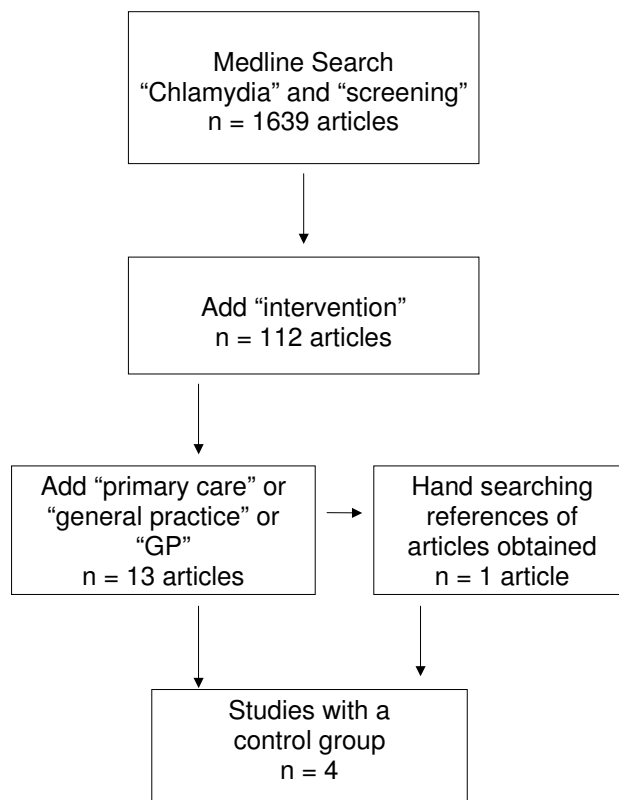 Medline Search
“Chlamydia” and “screening”
n = 1639 articles
Add “intervention”
n = 112 articles
Add “primary care” or
“general practice” or
“GP”
n = 13 articles
Hand searching
references of
articles obtained
n = 1 article
Studies with a
control group
n = 4